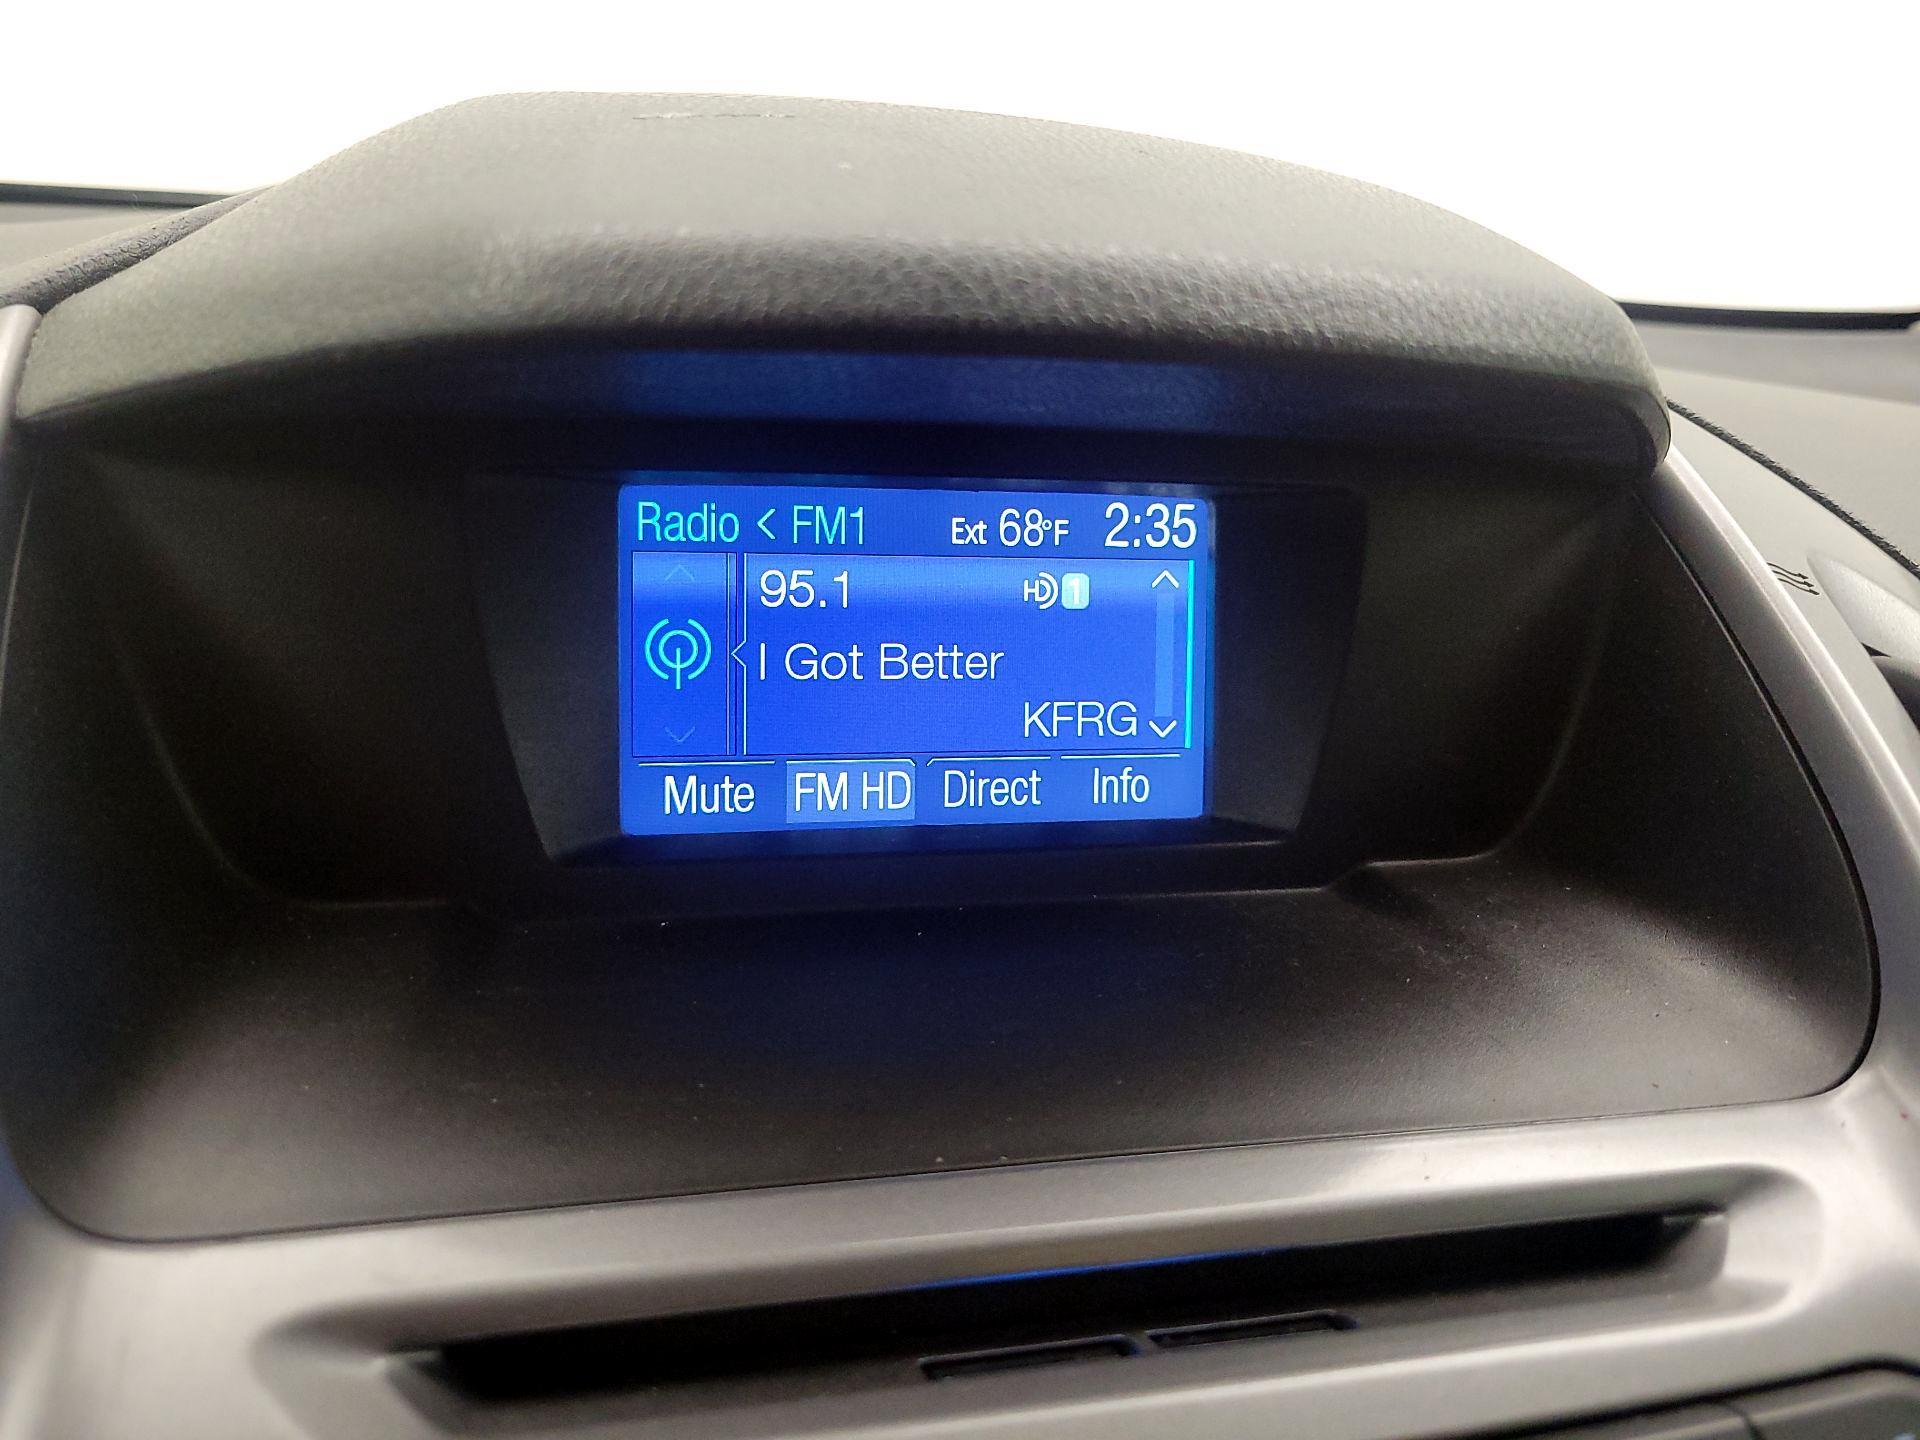 Radio < FM1 Ext 68°F 2:35
95.1 HD 1
I Got Better
KFRG
Mute FM HD Direct Info